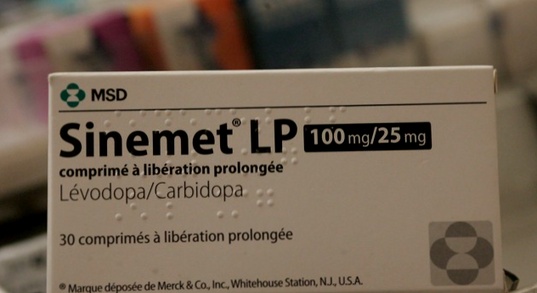 MSD
Sinemet® LP 100 mg/25 mg
comprimé à libération prolongée
Lévodopa/Carbidopa
30 comprimés à libération prolongée
® Marque déposée de Merck & Co., Inc., Whitehouse Station, N.J., U.S.A.